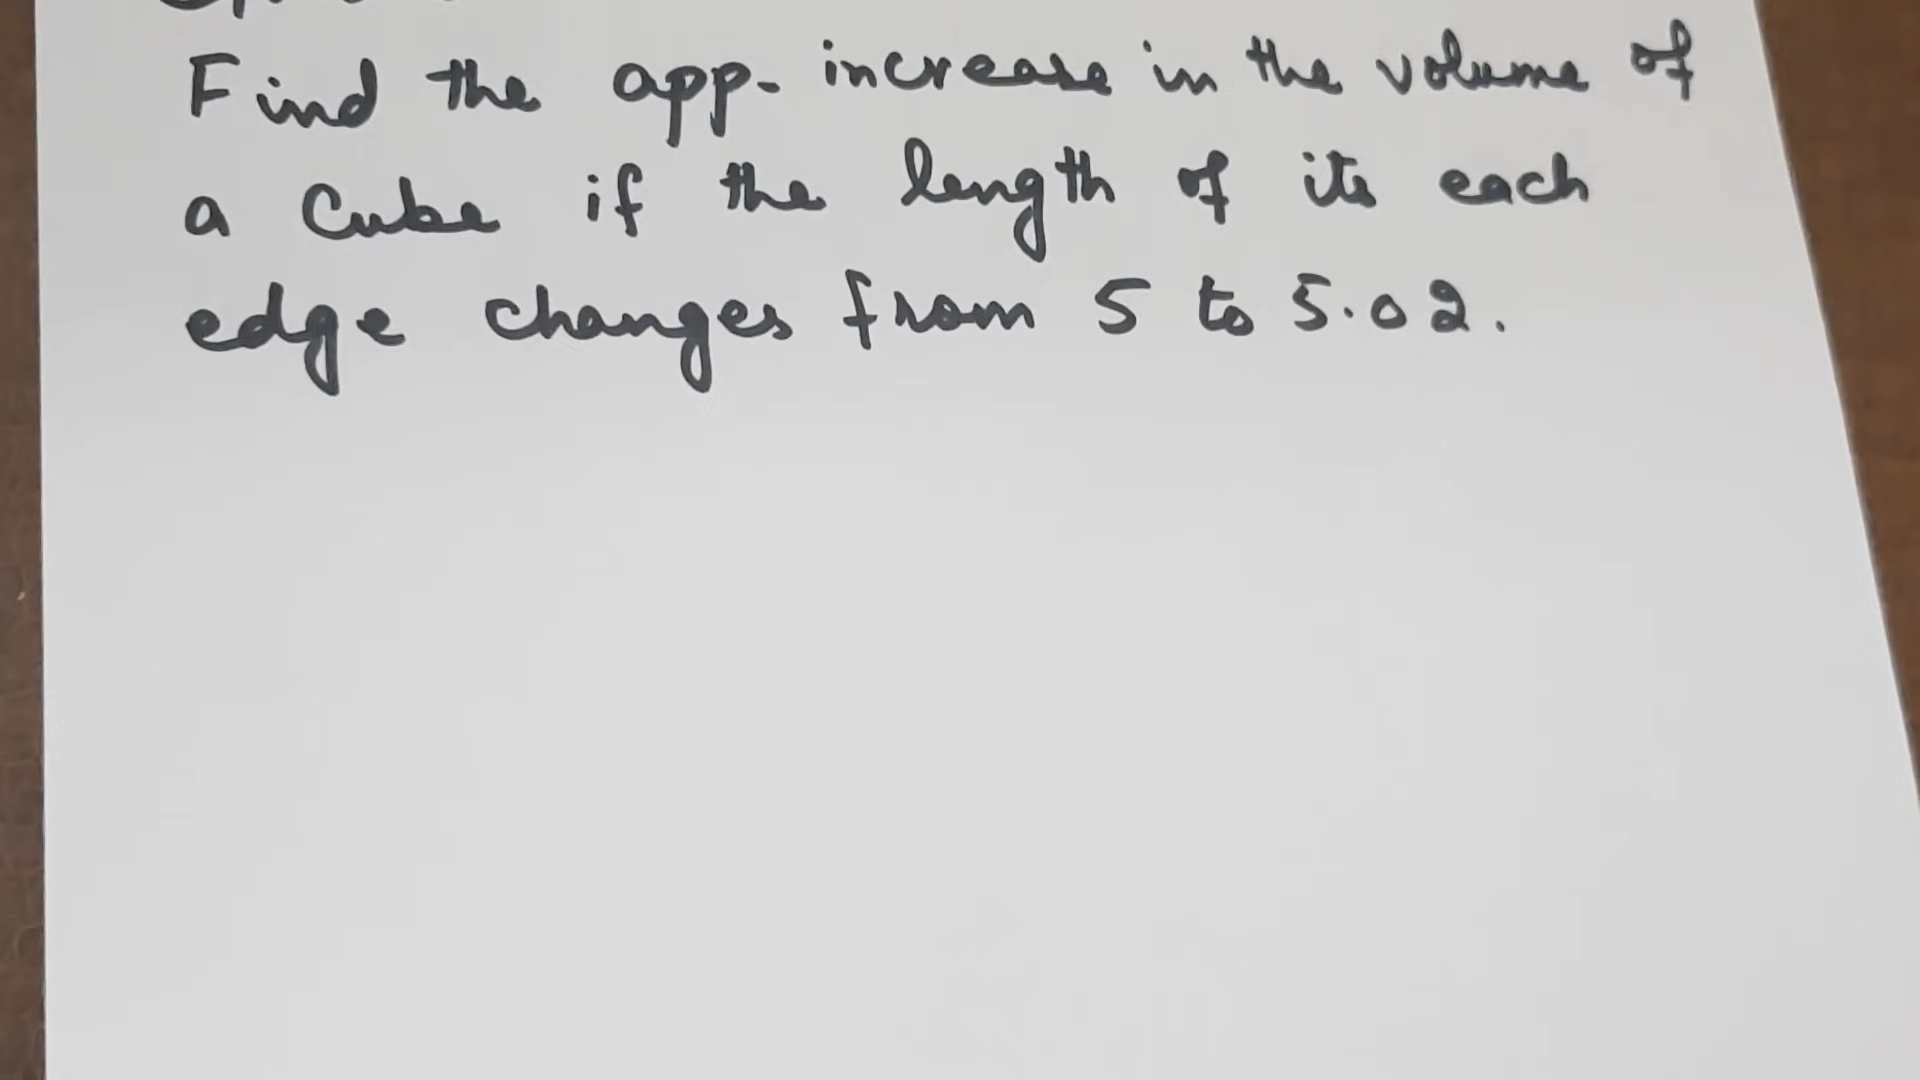 Find the app. increase in the volume of
a Cube if the length of its each
edge changes from 5 to 5.02.